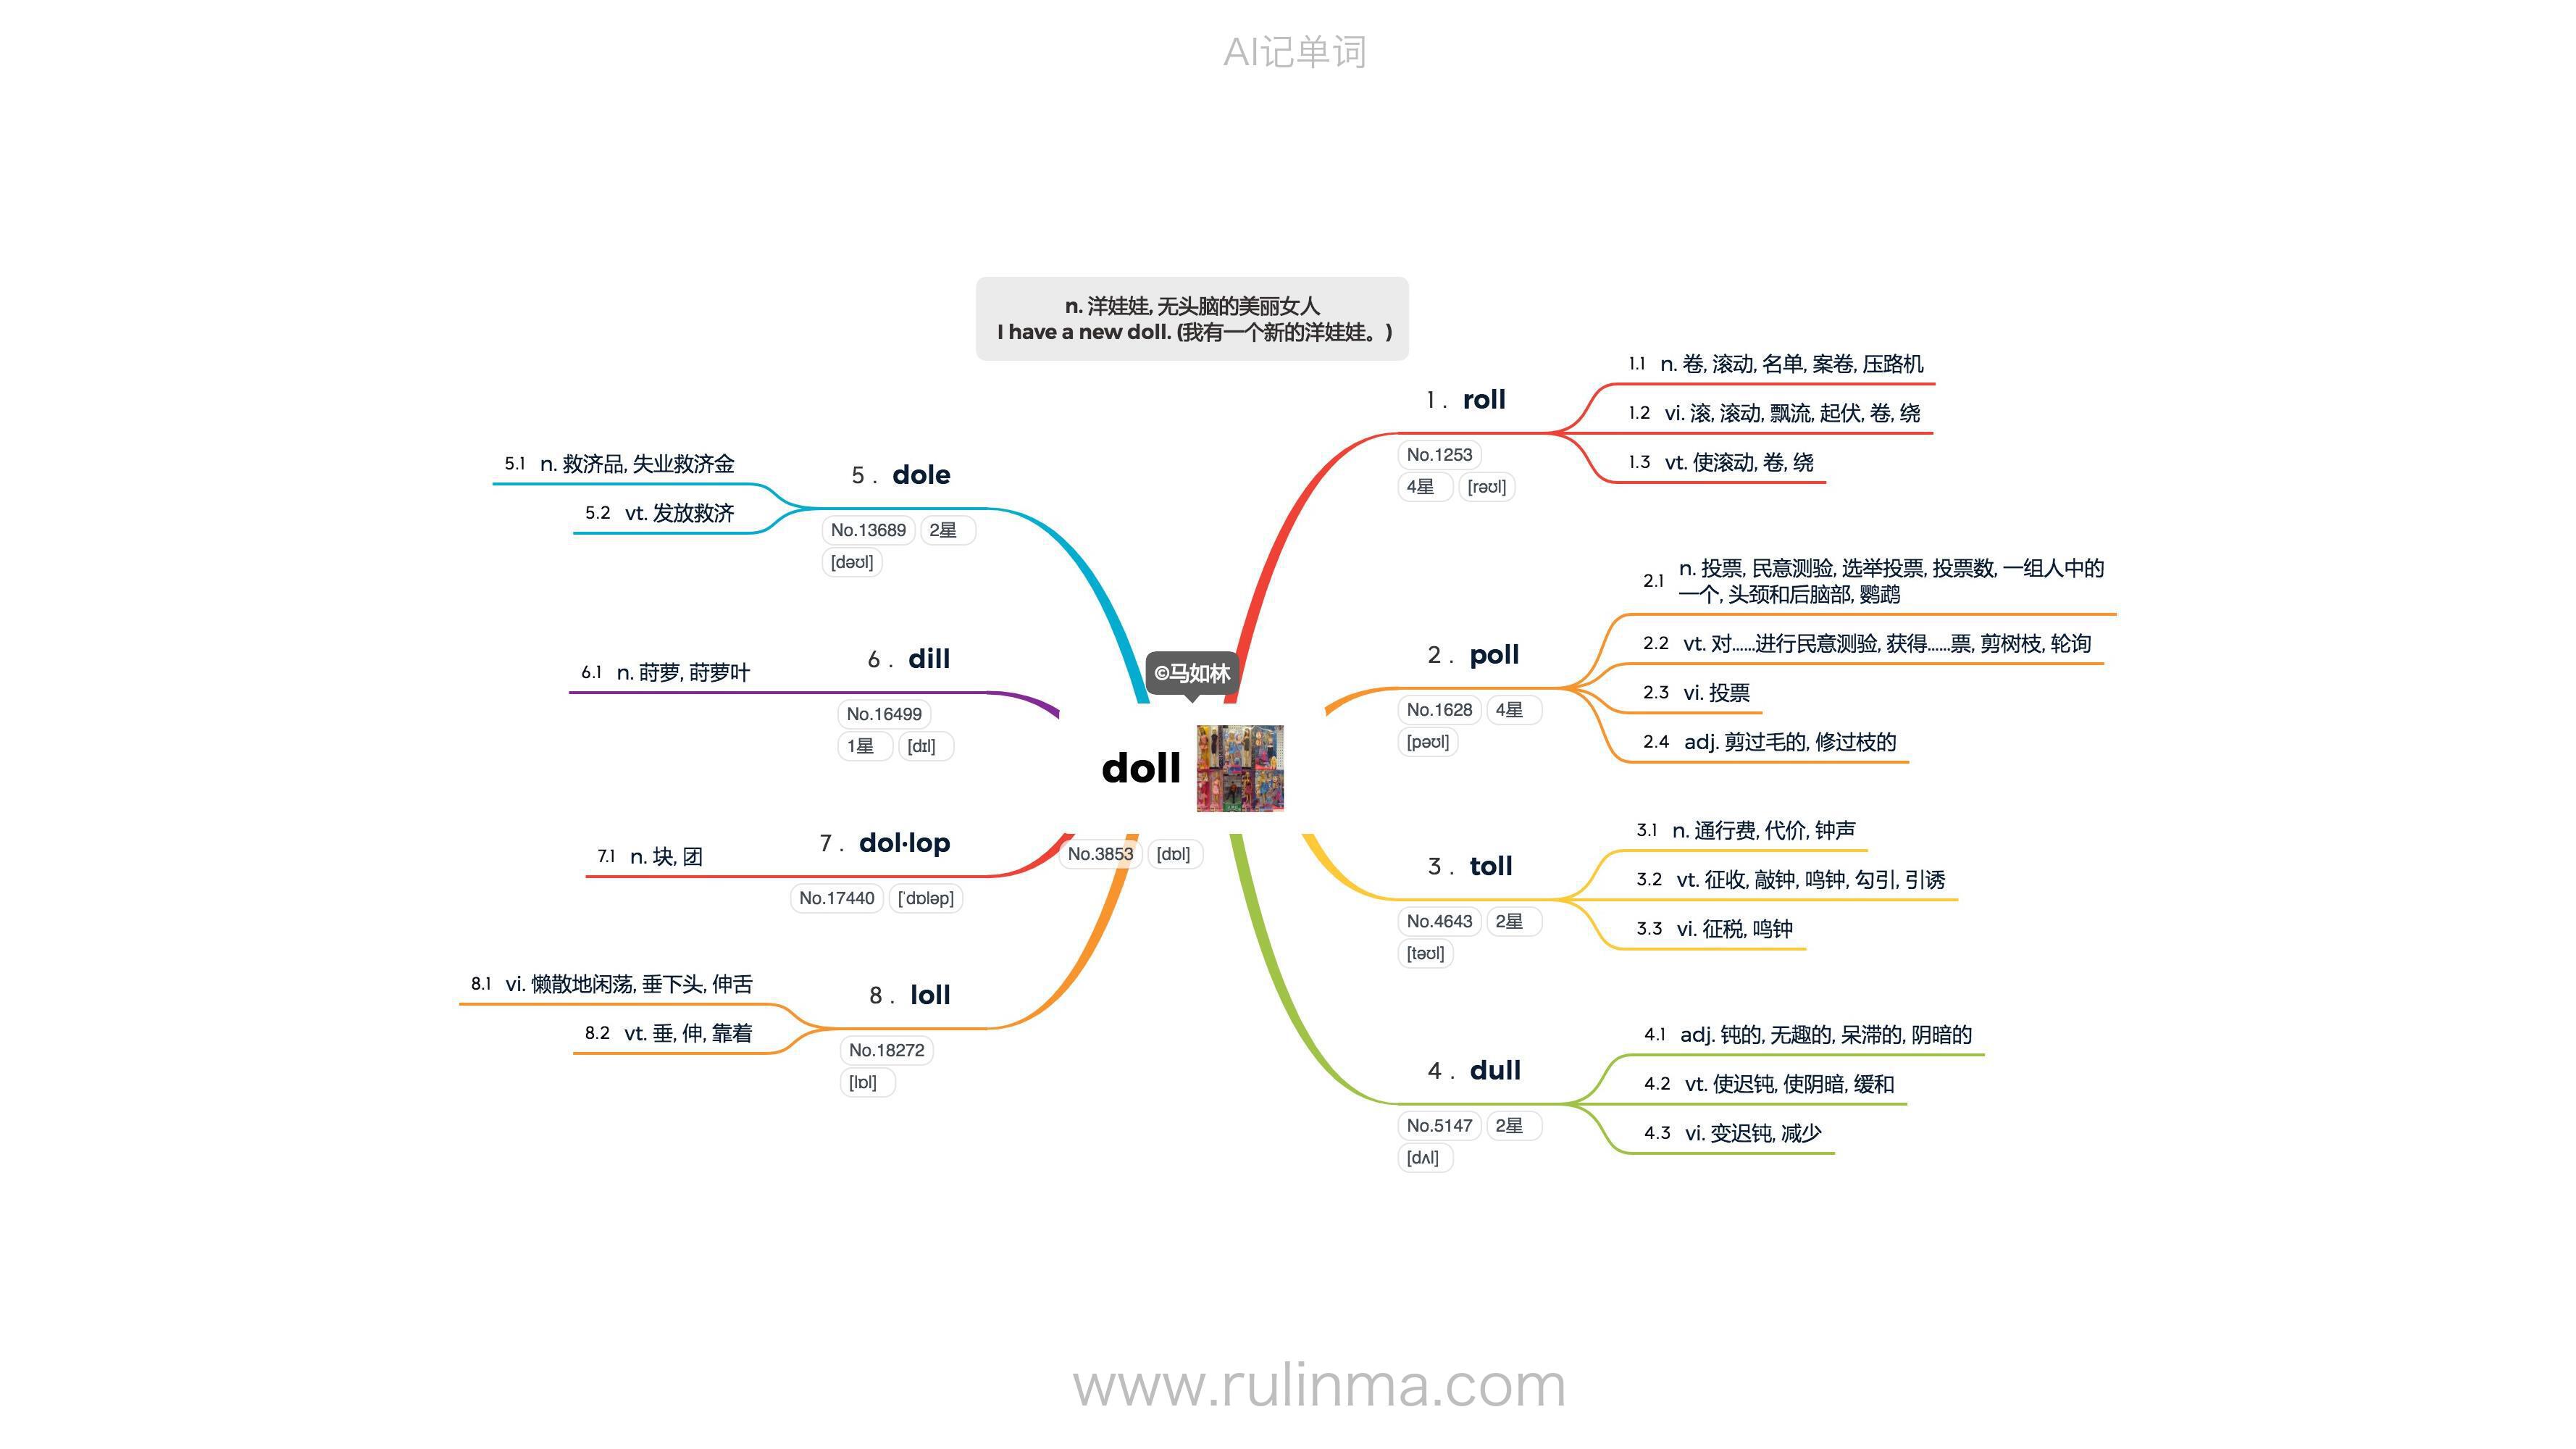 AI记单词
n. 洋娃娃, 无头脑的美丽女人
I have a new doll. (我有一个新的洋娃娃。)
©马如林
doll
No.3853 [dɒl]
1 . roll
No.1253
4星 [rəʊl]
1.1 n. 卷, 滚动, 名单, 案卷, 压路机
1.2 vi. 滚, 滚动, 飘流, 起伏, 卷, 绕
1.3 vt. 使滚动, 卷, 绕
2 . poll
No.1628 4星
[pəʊl]
2.1 n. 投票, 民意测验, 选举投票, 投票数, 一组人中的
一个, 头颈和后脑部, 鹦鹉
2.2 vt. 对......进行民意测验, 获得......票, 剪树枝, 轮询
2.3 vi. 投票
2.4 adj. 剪过毛的, 修过枝的
3 . toll
No.4643 2星
[təʊl]
3.1 n. 通行费, 代价, 钟声
3.2 vt. 征收, 敲钟, 鸣钟, 勾引, 引诱
3.3 vi. 征税, 鸣钟
4 . dull
No.5147 2星
[dʌl]
4.1 adj. 钝的, 无趣的, 呆滞的, 阴暗的
4.2 vt. 使迟钝, 使阴暗, 缓和
4.3 vi. 变迟钝, 减少
5 . dole
No.13689 2星
[dəʊl]
5.1 n. 救济品, 失业救济金
5.2 vt. 发放救济
6 . dill
No.16499
1星 [dɪl]
6.1 n. 莳萝, 莳萝叶
7 . dol·lop
No.17440 [ˈdɒləp]
7.1 n. 块, 团
8 . loll
No.18272
[lɒl]
8.1 vi. 懒散地闲荡, 垂下头, 伸舌
8.2 vt. 垂, 伸, 靠着
www.rulinma.com